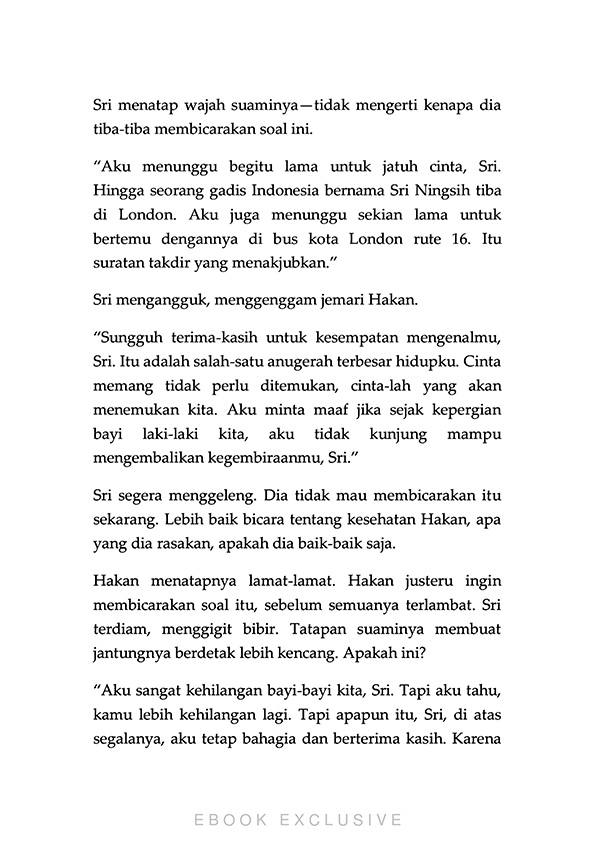 Sri menatap wajah suaminya—tidak mengerti kenapa dia
tiba-tiba membicarakan soal ini.
“Aku menunggu begitu lama untuk jatuh cinta, Sri.
Hingga seorang gadis Indonesia bernama Sri Ningsih tiba
di London. Aku juga menunggu sekian lama untuk
bertemu dengannya di bus kota London rute 16. Itu
suratan takdir yang menakjubkan.”
Sri mengangguk, menggenggam jemari Hakan.
“Sungguh terima-kasih untuk kesempatan mengenalmu,
Sri. Itu adalah salah-satu anugerah terbesar hidupku. Cinta
memang tidak perlu ditemukan, cinta-lah yang akan
menemukan kita. Aku minta maaf jika sejak kepergian
bayi laki-laki kita, aku tidak kunjung mampu
mengembalikan kegembiraanmu, Sri.”
Sri segera menggeleng. Dia tidak mau membicarakan itu
sekarang. Lebih baik bicara tentang kesehatan Hakan, apa
yang dia rasakan, apakah dia baik-baik saja.
Hakan menatapnya lamat-lamat. Hakan justeru ingin
membicarakan soal itu, sebelum semuanya terlambat. Sri
terdiam, menggigit bibir. Tatapan suaminya membuat
jantungnya berdetak lebih kencang. Apakah ini?
“Aku sangat kehilangan bayi-bayi kita, Sri. Tapi aku tahu,
kamu lebih kehilangan lagi. Tapi apapun itu, Sri, di atas
segalanya, aku tetap bahagia dan berterima kasih. Karena
EBOOK EXCLUSIVE